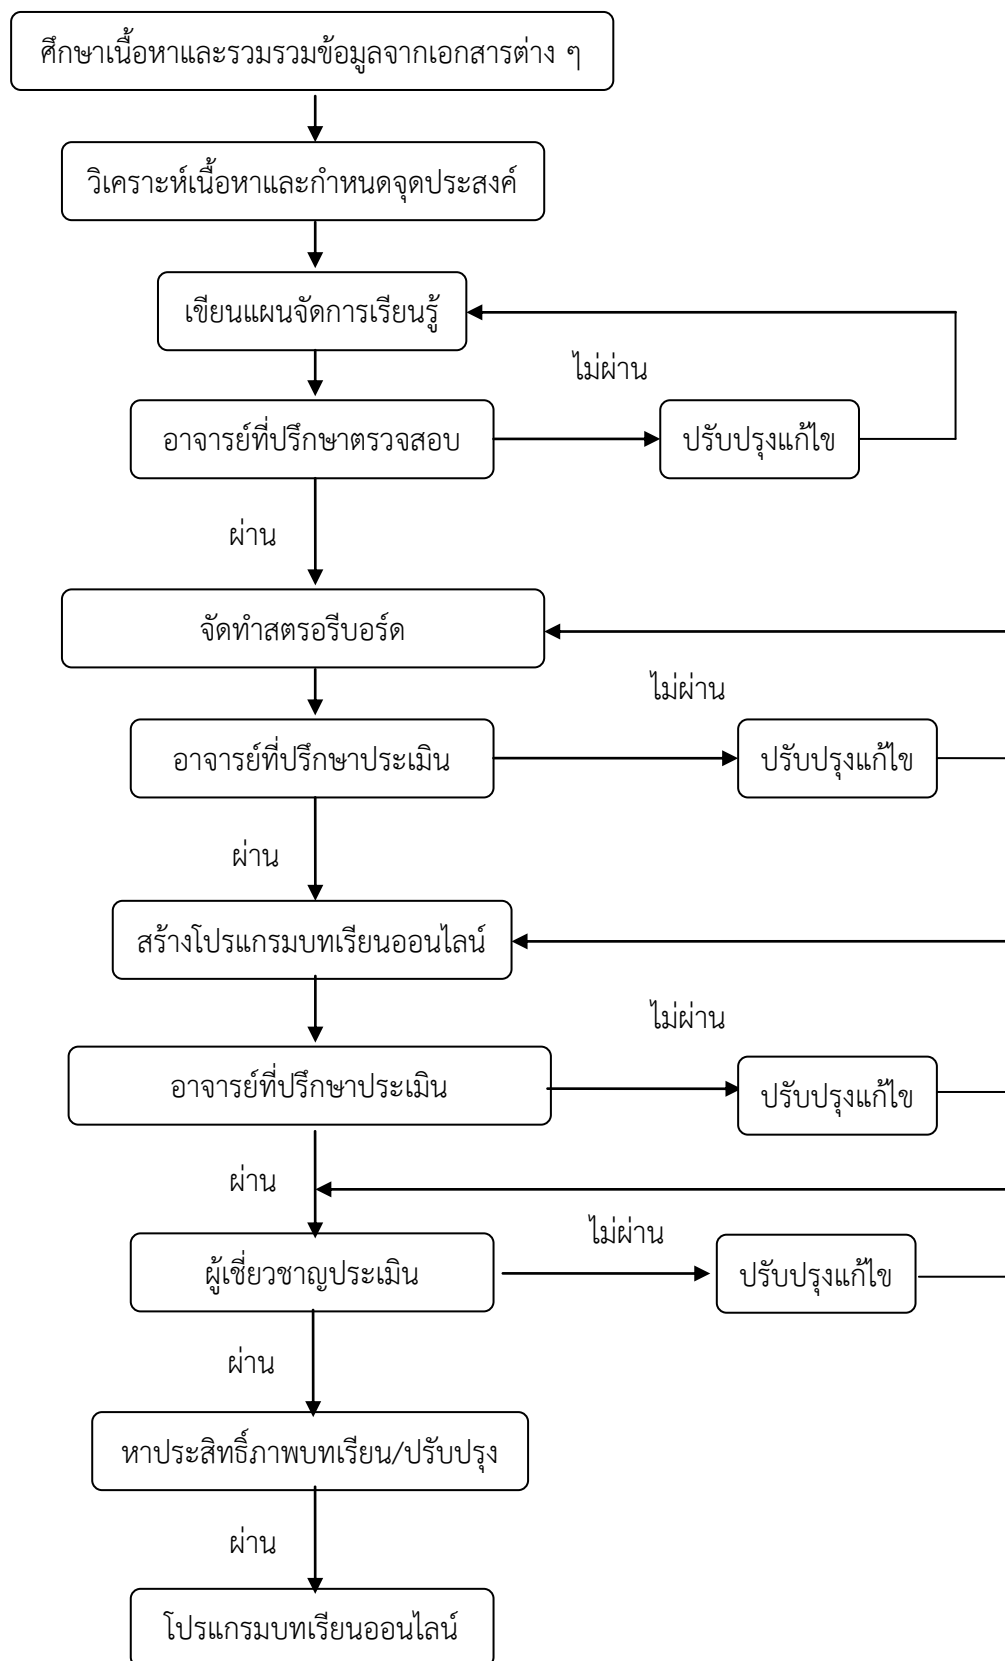 ศึกษาเนื้อหาและรวมรวมข้อมูลจากเอกสารต่าง ๆ
วิเคราะห์เนื้อหาและกำหนดจุดประสงค์
เขียนแผนจัดการเรียนรู้
ไม่ผ่าน
อาจารย์ที่ปรึกษาตรวจสอบ
ปรับปรุงแก้ไข
ผ่าน
จัดทำสตรอรีบอร์ด
ไม่ผ่าน
อาจารย์ที่ปรึกษาประเมิน
ปรับปรุงแก้ไข
ผ่าน
สร้างโปรแกรมบทเรียนออนไลน์
ไม่ผ่าน
อาจารย์ที่ปรึกษาประเมิน
ปรับปรุงแก้ไข
ผ่าน
ไม่ผ่าน
ผู้เชี่ยวชาญประเมิน
ปรับปรุงแก้ไข
ผ่าน
หาประสิทธิ์ภาพบทเรียน/ปรับปรุง
ผ่าน
โปรแกรมบทเรียนออนไลน์